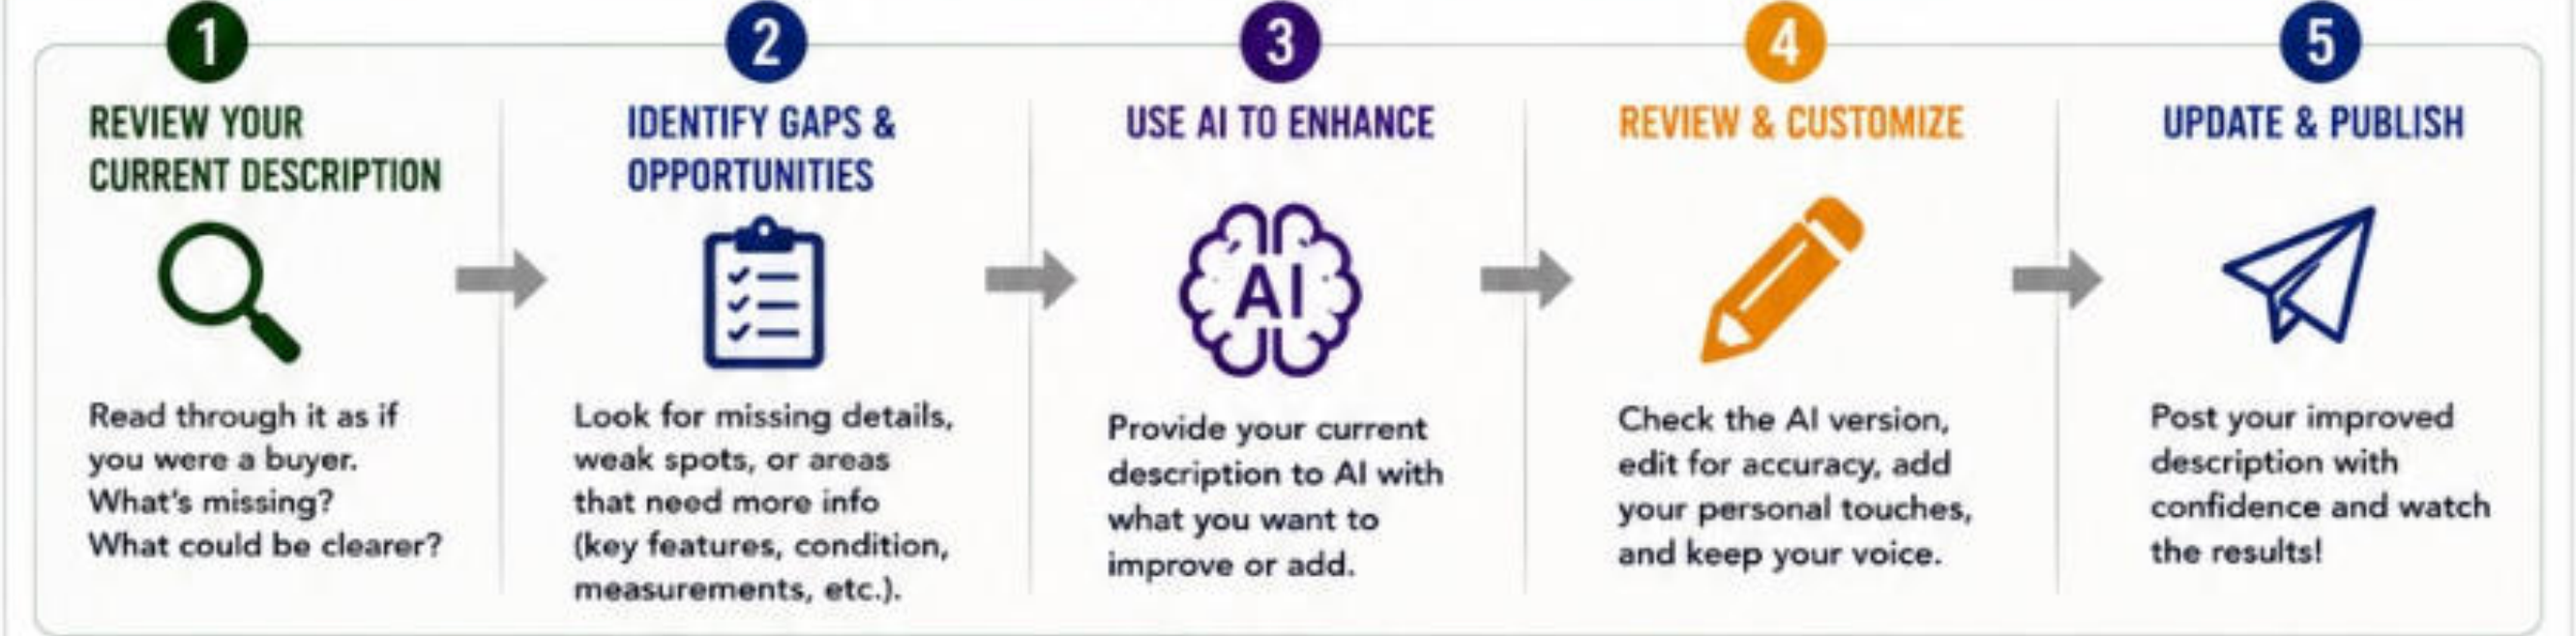 1
REVIEW YOUR
CURRENT DESCRIPTION
Read through it as if
you were a buyer.
What's missing?
What could be clearer?
2
IDENTIFY GAPS &
OPPORTUNITIES
Look for missing details,
weak spots, or areas
that need more info
(key features, condition,
measurements, etc.).
3
USE AI TO ENHANCE
AI
Provide your current
description to AI with
what you want to
improve or add.
4
REVIEW & CUSTOMIZE
Check the AI version,
edit for accuracy, add
your personal touches,
and keep your voice.
5
UPDATE & PUBLISH
Post your improved
description with
confidence and watch
the results!